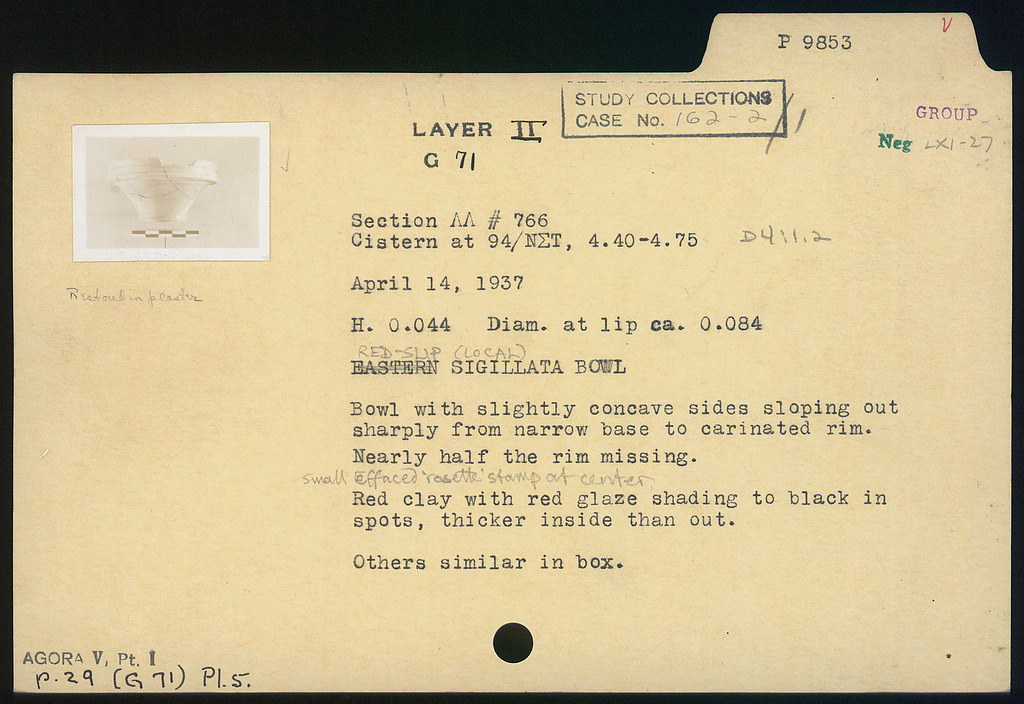 P 9853
STUDY COLLECTIONS
CASE No. 162-2/1
GROUP
Neg LXI-27
LAYER II
G 71
Section ΛΛ # 766
Cistern at 94/ΝΣΤ, 4.40-4.75 D4:1.2
April 14, 1937
Restored in plaster
H. 0.044 Diam. at lip ca. 0.084
RED-SLIP (LOCAL)
EASTERN SIGILLATA BOWL
Bowl with slightly concave sides sloping out
sharply from narrow base to carinated rim.
Nearly half the rim missing.
small effaced 'rosette' stamp at center.
Red clay with red glaze shading to black in
spots, thicker inside than out.
Others similar in box.
AGORA V, Pt. I
p. 29 (G 71) Pl. 5.